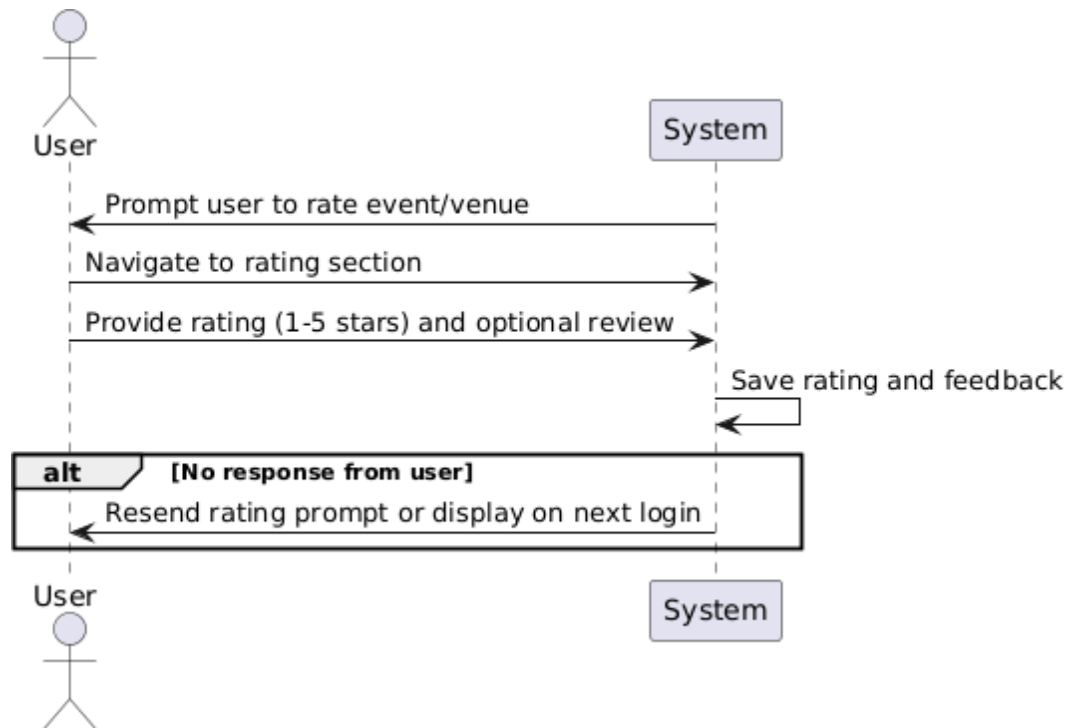 User
System
Prompt user to rate event/venue
Navigate to rating section
Provide rating (1-5 stars) and optional review
Save rating and feedback
alt [No response from user]
Resend rating prompt or display on next login
User
System